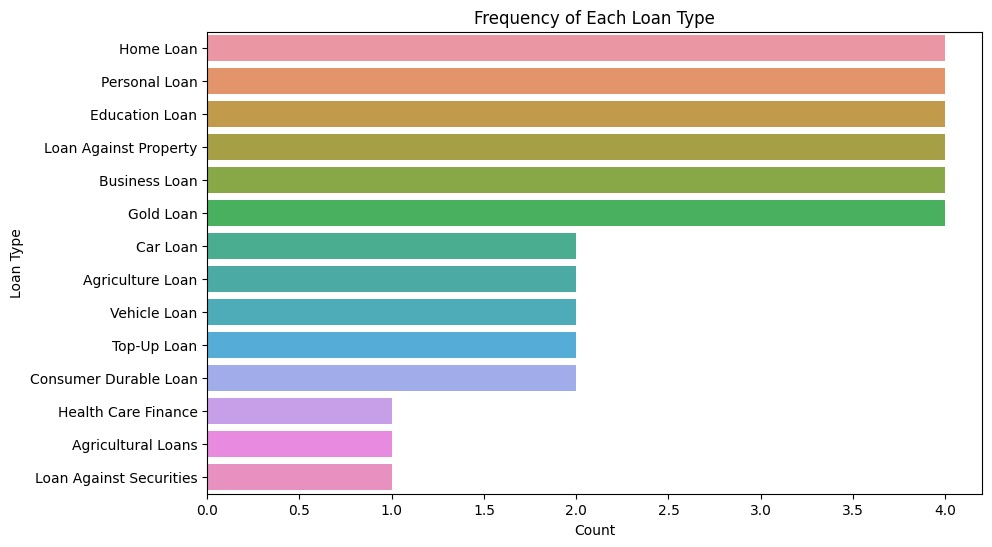 Frequency of Each Loan Type
Home Loan
Personal Loan
Education Loan
Loan Against Property
Business Loan
Gold Loan
Car Loan
Agriculture Loan
Vehicle Loan
Top-Up Loan
Consumer Durable Loan
Health Care Finance
Agricultural Loans
Loan Against Securities
Loan Type
0.0 0.5 1.0 1.5 2.0 2.5 3.0 3.5 4.0
Count